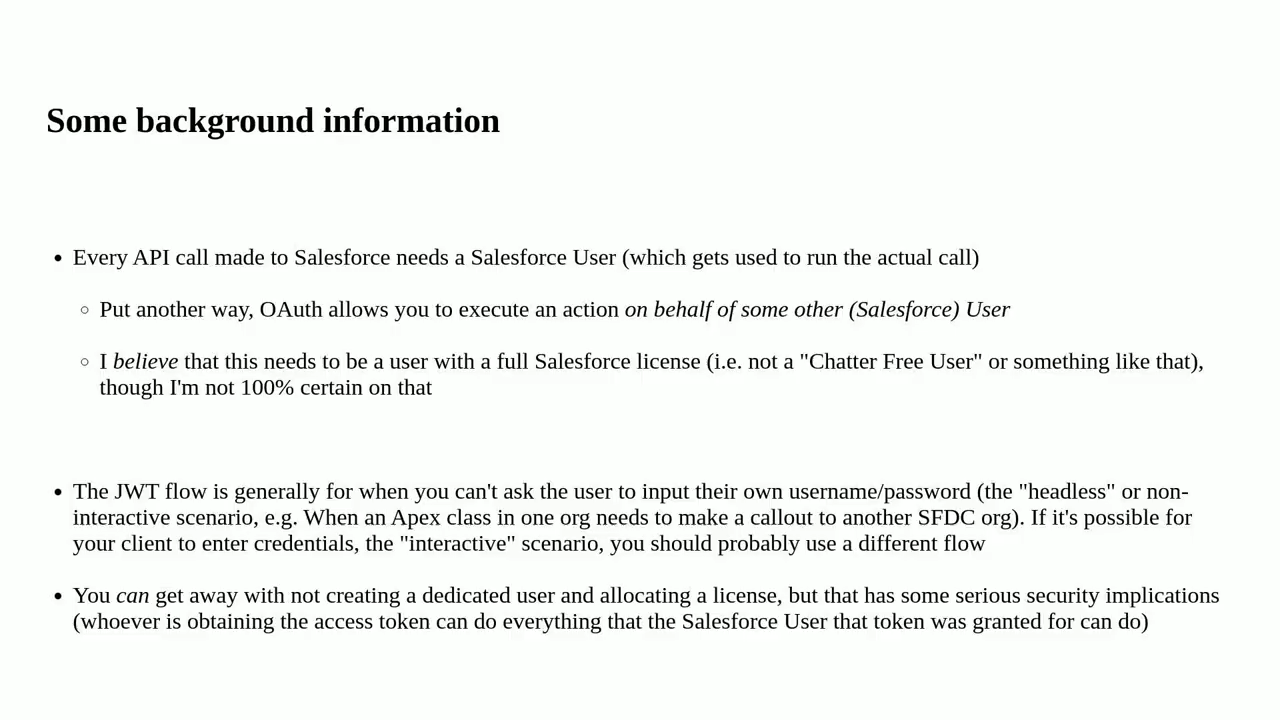 Some background information
• Every API call made to Salesforce needs a Salesforce User (which gets used to run the actual call)
○ Put another way, OAuth allows you to execute an action on behalf of some other (Salesforce) User
○ I believe that this needs to be a user with a full Salesforce license (i.e. not a "Chatter Free User" or something like that),
though I'm not 100% certain on that
• The JWT flow is generally for when you can't ask the user to input their own username/password (the "headless" or non-
interactive scenario, e.g. When an Apex class in one org needs to make a callout to another SFDC org). If it's possible for
your client to enter credentials, the "interactive" scenario, you should probably use a different flow
• You can get away with not creating a dedicated user and allocating a license, but that has some serious security implications
(whoever is obtaining the access token can do everything that the Salesforce User that token was granted for can do)